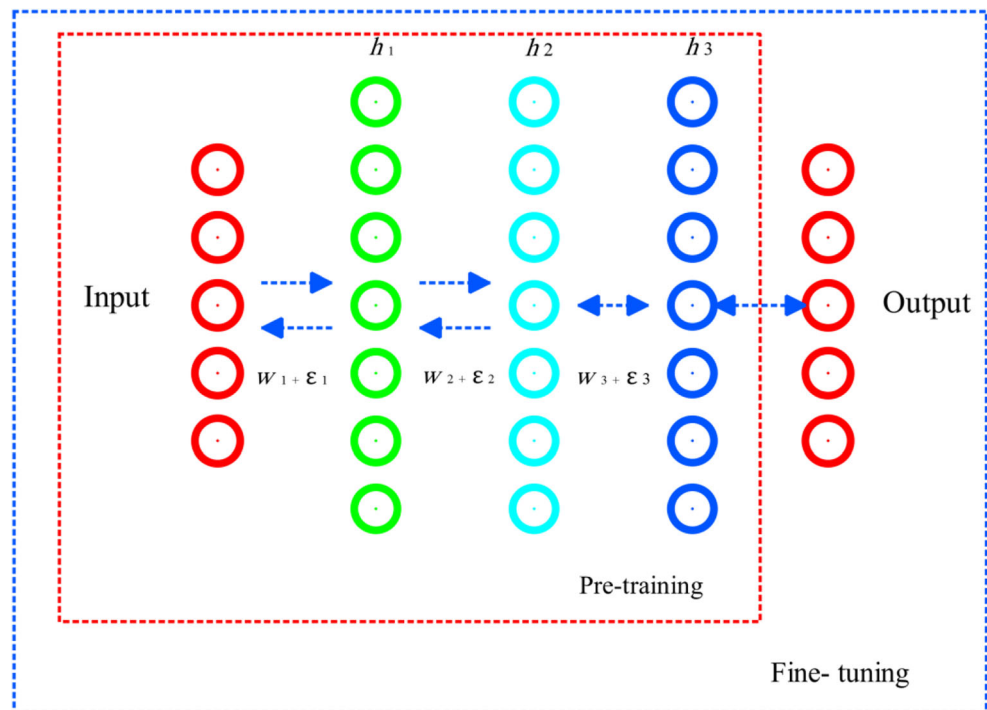 h1 h2 h3
Input
Output
w1+ε1 w2+ε2 w3+ε3
Pre-training
Fine- tuning